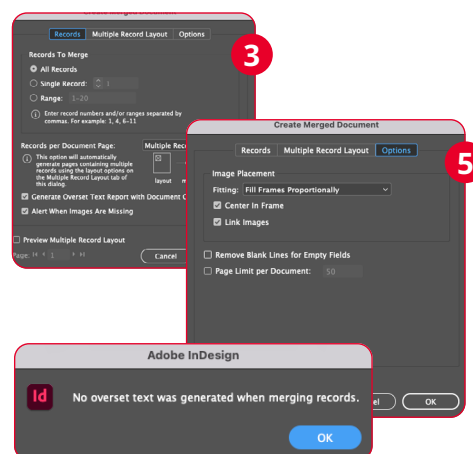 Records Multiple Record Layout Options
3
Records To Merge
All Records
Single Record: 1
Range: 1-20
Enter record numbers and/or ranges separated by
commas. For example: 1, 4, 6-11
Records per Document Page: Multiple
This option will automatically
generate pages containing multiple
records using the layout options on
the Multiple Record Layout tab of
this dialog.
layout
Generate Overset Text Report with Document
Alert When Images Are Missing
Preview Multiple Record Layout
Page: 1
Cancel
Create Merged Document
5
Records Multiple Record Layout Options
Image Placement
Fitting: Fill Frames Proportionally
Center In Frame
Link Images
Remove Blank Lines for Empty Fields
Page Limit per Document: 50
OK
Adobe InDesign
Id
No overset text was generated when merging records.
OK